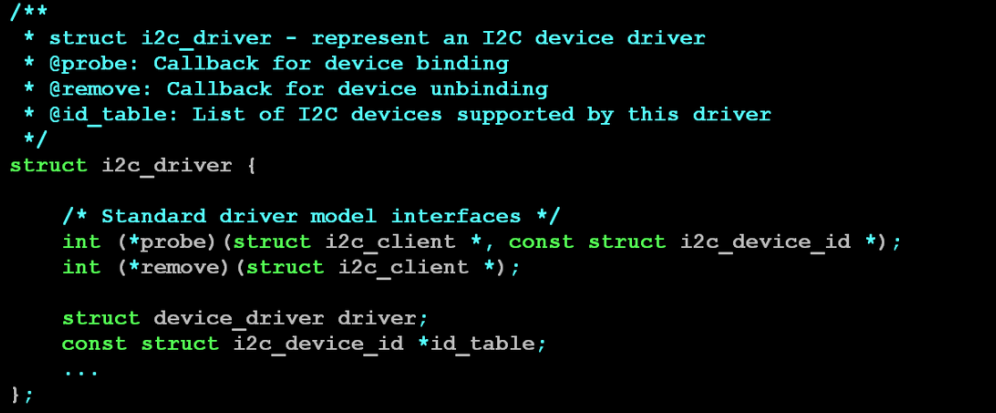 /**
 * struct i2c_driver - represent an I2C device driver
 * @probe: Callback for device binding
 * @remove: Callback for device unbinding
 * @id_table: List of I2C devices supported by this driver
 */
struct i2c_driver {
    /* Standard driver model interfaces */
    int (*probe)(struct i2c_client *, const struct i2c_device_id *);
    int (*remove)(struct i2c_client *);
    struct device_driver driver;
    const struct i2c_device_id *id_table;
    ...
};